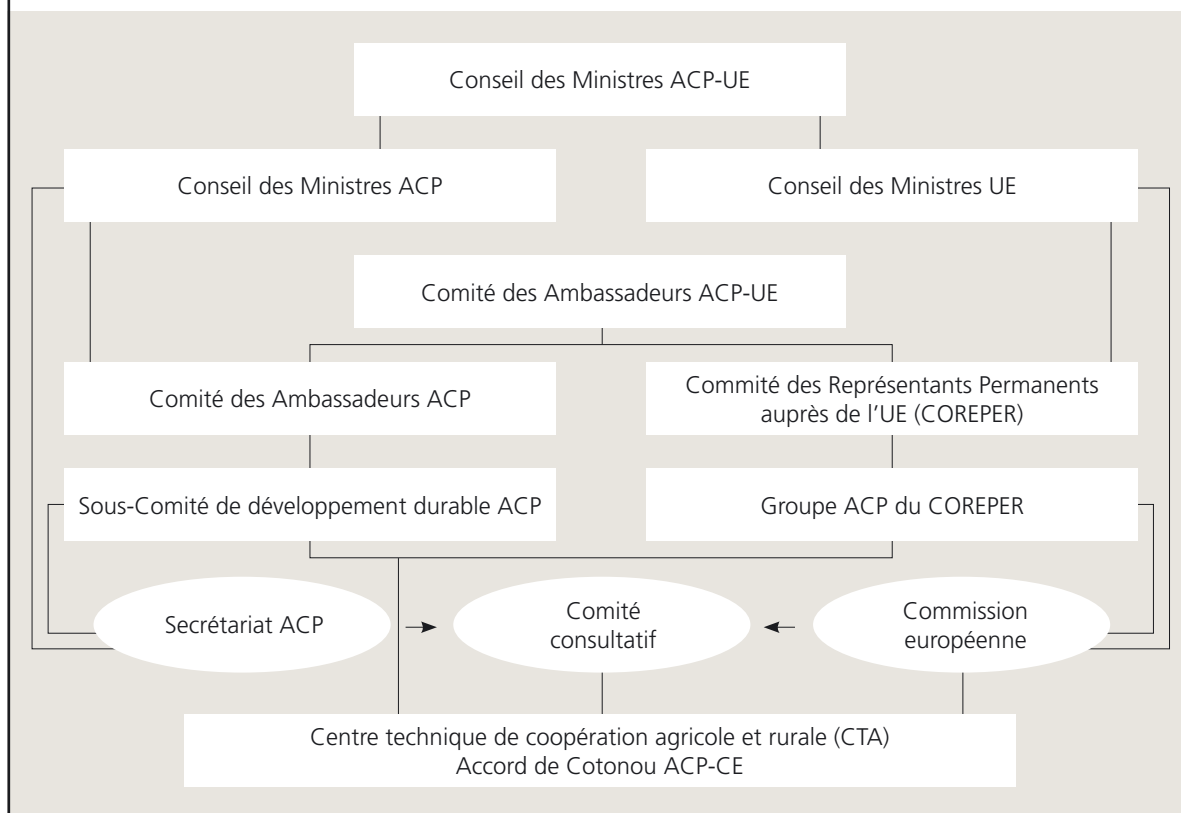 Conseil des Ministres ACP-UE
Conseil des Ministres ACP
Conseil des Ministres UE
Comité des Ambassadeurs ACP-UE
Comité des Ambassadeurs ACP
Commité des Représentants Permanents
auprès de l'UE (COREPER)
Sous-Comité de développement durable ACP
Groupe ACP du COREPER
Secrétariat ACP
Comité
consultatif
Commission
européenne
Centre technique de coopération agricole et rurale (CTA)
Accord de Cotonou ACP-CE